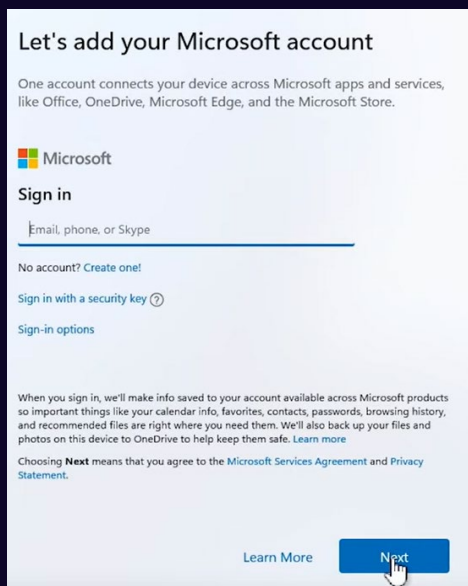 Let's add your Microsoft account
One account connects your device across Microsoft apps and services,
like Office, OneDrive, Microsoft Edge, and the Microsoft Store.
Microsoft
Sign in
Email, phone, or Skype
No account? Create one!
Sign in with a security key ?
Sign-in options
When you sign in, we'll make info saved to your account available across Microsoft products
so important things like your calendar info, favorites, contacts, passwords, browsing history,
and recommended files are right where you need them. We'll also back up your files and
photos on this device to OneDrive to help keep them safe. Learn more
Choosing Next means that you agree to the Microsoft Services Agreement and Privacy
Statement.
Learn More
Next